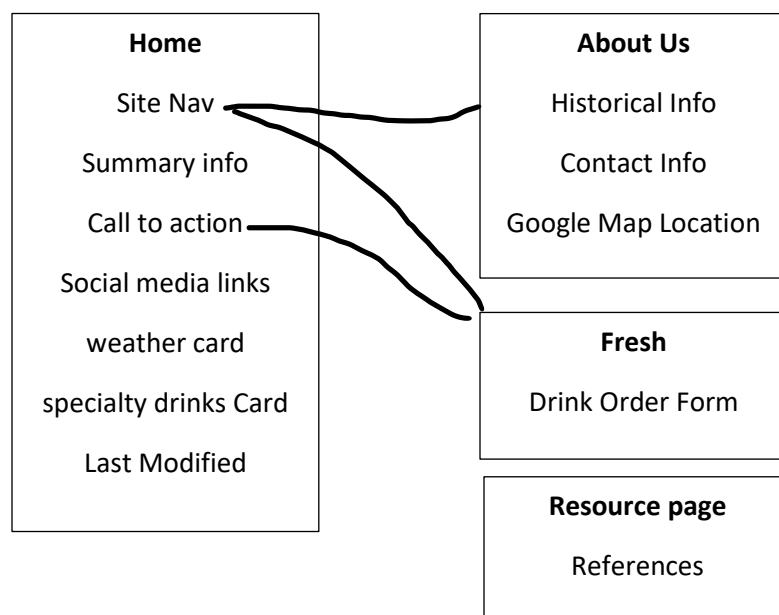 Home
Site Nav
Summary info
Call to action
Social media links
weather card
specialty drinks Card
Last Modified
About Us
Historical Info
Contact Info
Google Map Location
Fresh
Drink Order Form
Resource page
References